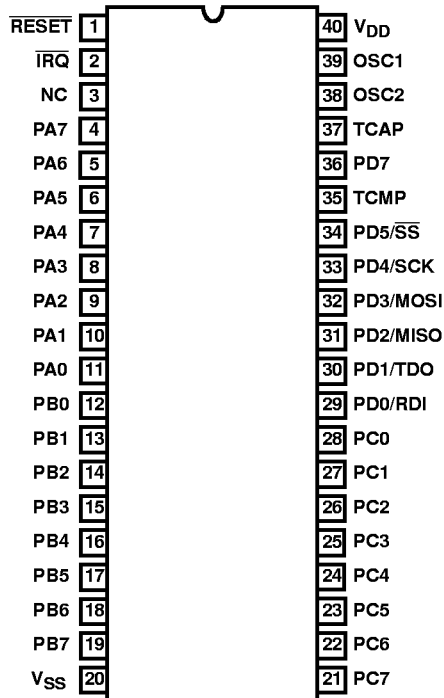 RESET 1 40 VDD
IRQ 2 39 OSC1
NC 3 38 OSC2
PA7 4 37 TCAP
PA6 5 36 PD7
PA5 6 35 TCMP
PA4 7 34 PD5/SS
PA3 8 33 PD4/SCK
PA2 9 32 PD3/MOSI
PA1 10 31 PD2/MISO
PA0 11 30 PD1/TDO
PB0 12 29 PD0/RDI
PB1 13 28 PC0
PB2 14 27 PC1
PB3 15 26 PC2
PB4 16 25 PC3
PB5 17 24 PC4
PB6 18 23 PC5
PB7 19 22 PC6
VSS 20 21 PC7